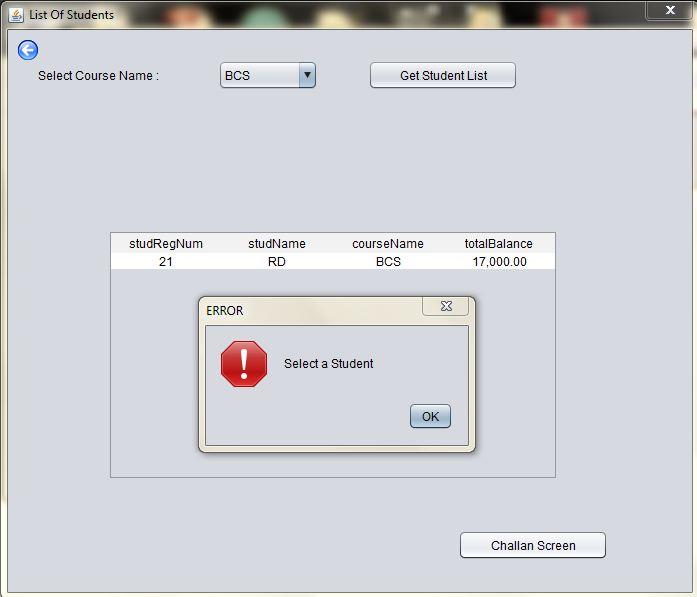 List Of Students
Select Course Name :
BCS
Get Student List
studRegNum studName courseName totalBalance
21 RD BCS 17,000.00
ERROR
Select a Student
OK
Challan Screen